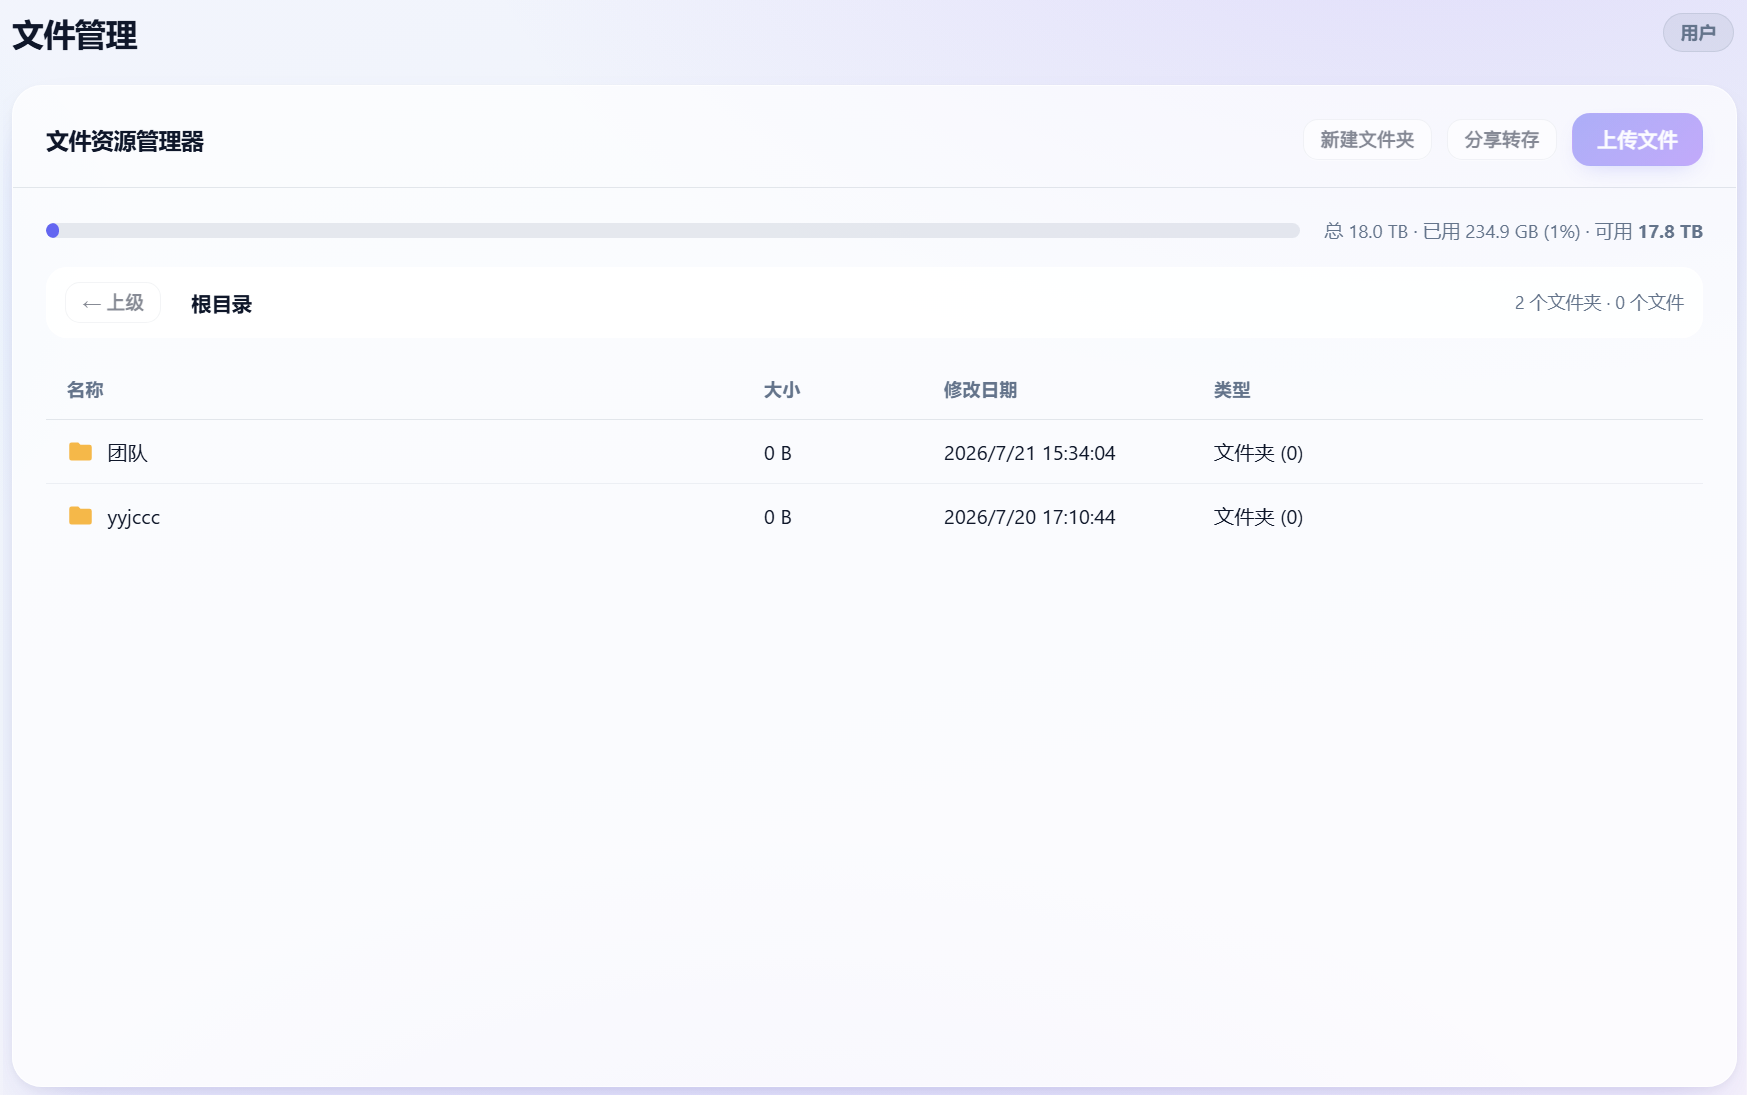 文件管理
用户
文件资源管理器
新建文件夹
分享转存
上传文件
总 18.0 TB · 已用 234.9 GB (1%) · 可用 17.8 TB
← 上级
根目录
2 个文件夹 · 0 个文件
名称 大小 修改日期 类型
团队 0 B 2026/7/21 15:34:04 文件夹 (0)
yyjccc 0 B 2026/7/20 17:10:44 文件夹 (0)